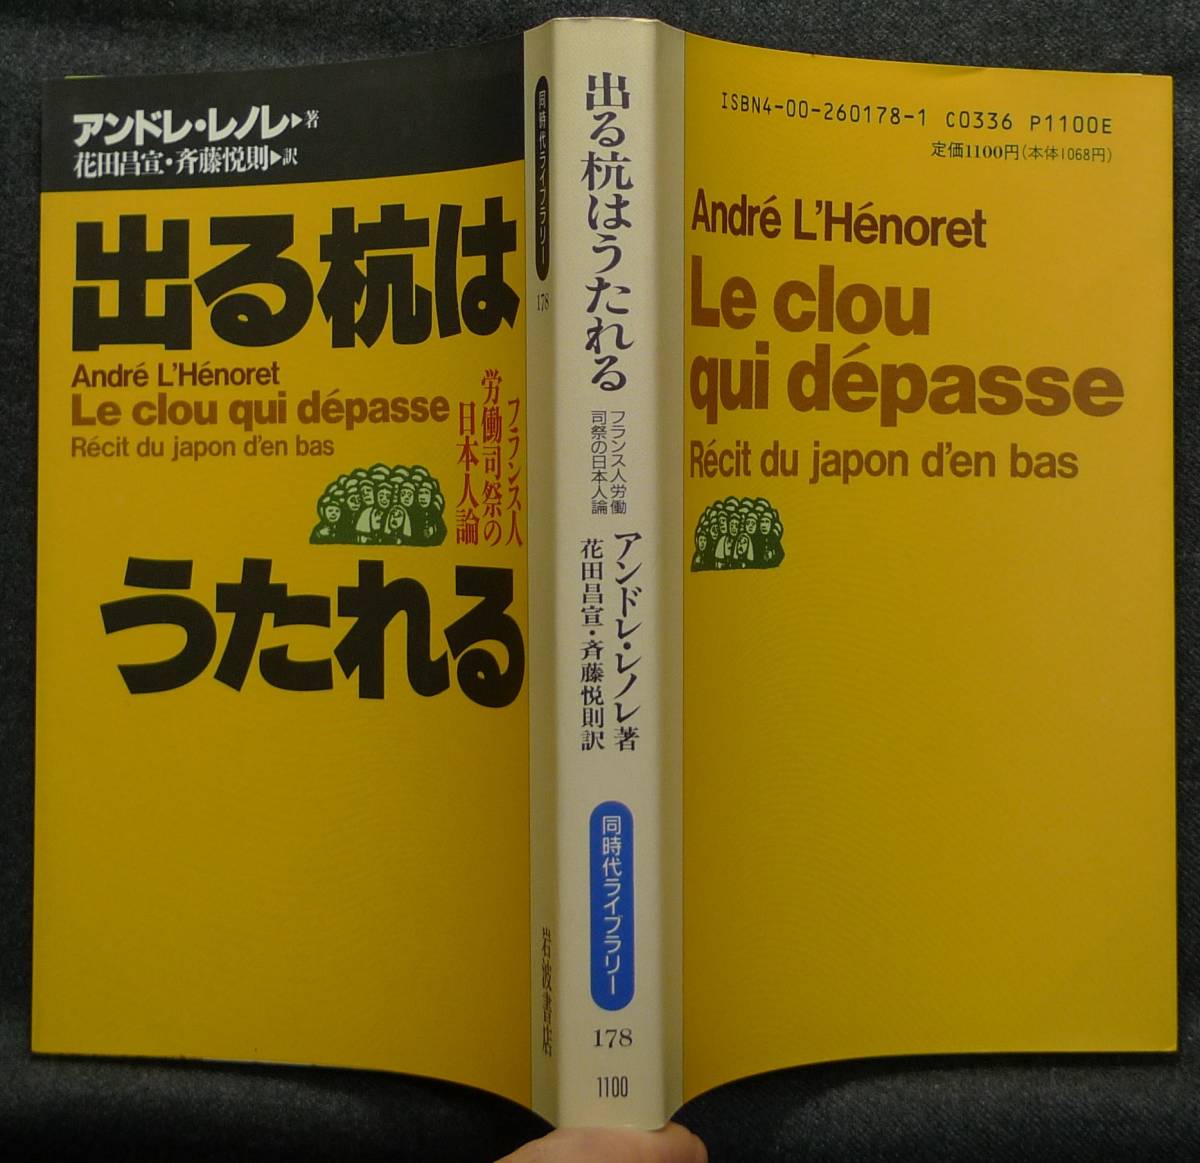 アンドレ・レノレ▶著
花田昌宣・斉藤悦則▶訳
出る杭は
André L'Hénoret
Le clou qui dépasse
Récit du japon d'en bas
フランス人
労働司祭の
日本人論
うたれる
同時代ライブラリー
178
岩波書店
出る杭はうたれる
フランス人労働
司祭の日本人論
アンドレ・レノレ著
花田昌宣・斉藤悦則訳
同時代ライブラリー
178
1100
ISBN4-00-260178-1 C0336 P1100E
定価1100円(本体1068円)
André L'Hénoret
Le clou
qui dépasse
Récit du japon d'en bas